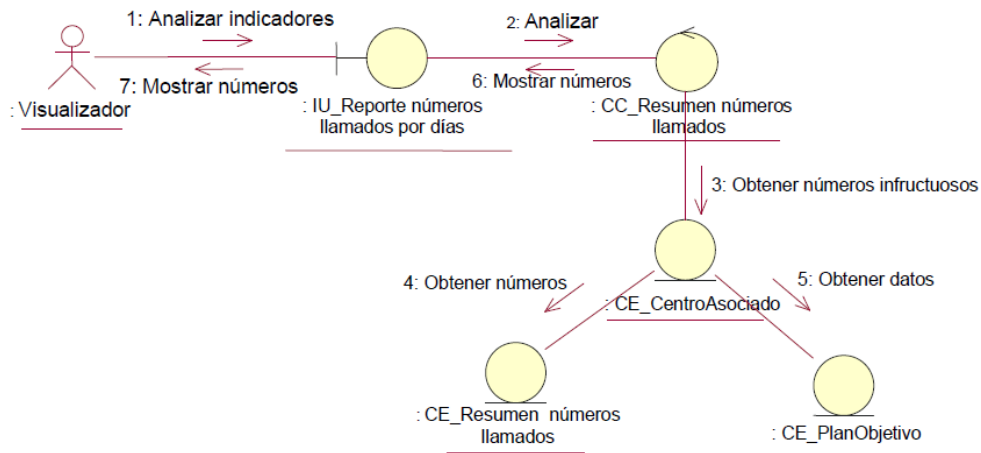 1: Analizar indicadores
2: Analizar
7: Mostrar números
6: Mostrar números
: Visualizador
: IU_Reporte números
llamados por días
: CC_Resumen números
llamados
3: Obtener números infructuosos
4: Obtener números
5: Obtener datos
: CE_CentroAsociado
: CE_Resumen números
llamados
: CE_PlanObjetivo